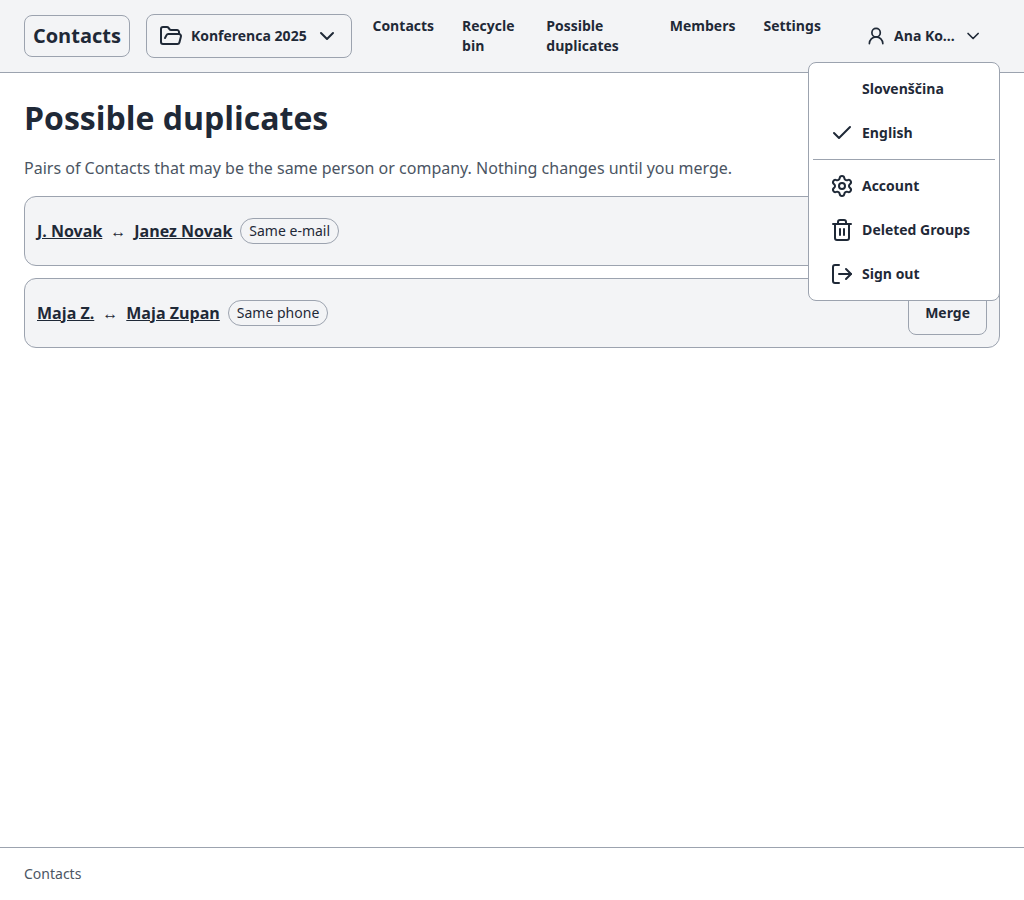 Contacts
Konferenca 2025
Contacts
Recycle
bin
Possible
duplicates
Members
Settings
Ana Ko...
Slovenščina
English
Account
Deleted Groups
Sign out
Possible duplicates
Pairs of Contacts that may be the same person or company. Nothing changes until you merge.
J. Novak ↔ Janez Novak Same e-mail
Maja Z. ↔ Maja Zupan Same phone
Merge
Contacts